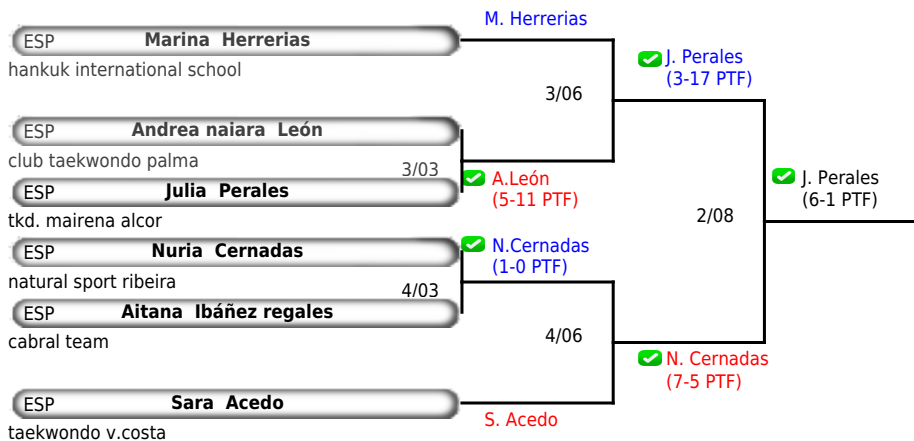 M. Herrerias
ESP Marina Herrerias
hankuk international school
J. Perales
(3-17 PTF)
3/06
ESP Andrea naiara León
club taekwondo palma
3/03
A.León
(5-11 PTF)
ESP Julia Perales
tkd. mairena alcor
J. Perales
(6-1 PTF)
2/08
ESP Nuria Cernadas
natural sport ribeira
N.Cernadas
(1-0 PTF)
4/03
ESP Aitana Ibáñez regales
cabral team
4/06
N. Cernadas
(7-5 PTF)
ESP Sara Acedo
taekwondo v.costa
S. Acedo